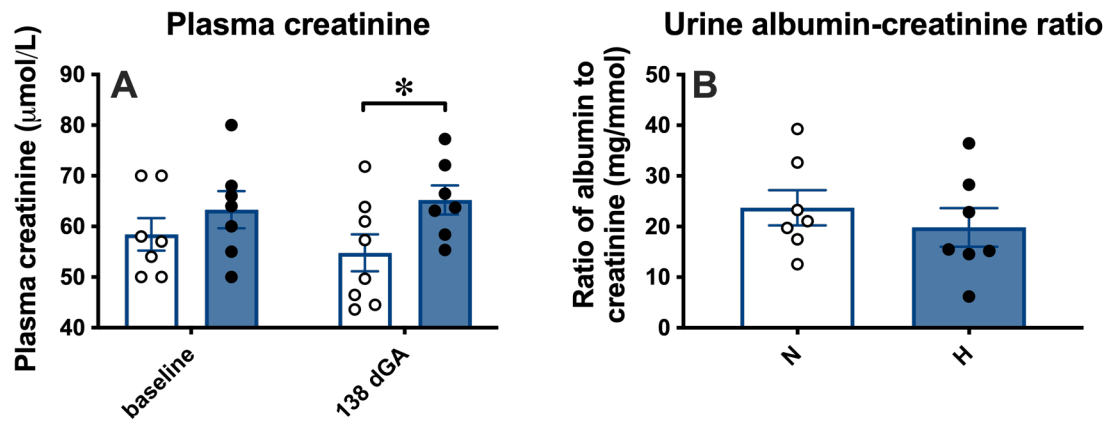 Plasma creatinine
A
Plasma creatinine (µmol/L)
90
80
70
60
50
40
*
baseline
138 dGA
Urine albumin-creatinine ratio
B
Ratio of albumin to
creatinine (mg/mmol)
50
40
30
20
10
0
N
H